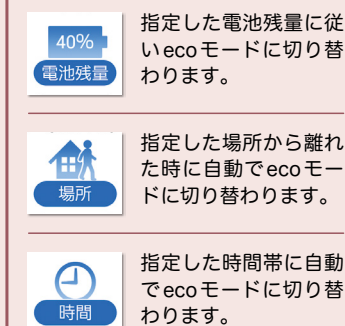 40%
電池残量
指定した電池残量に従
いecoモードに切り替
わります。
場所
指定した場所から離れ
た時に自動でecoモー
ドに切り替わります。
時間
指定した時間帯に自動
でecoモードに切り替
わります。